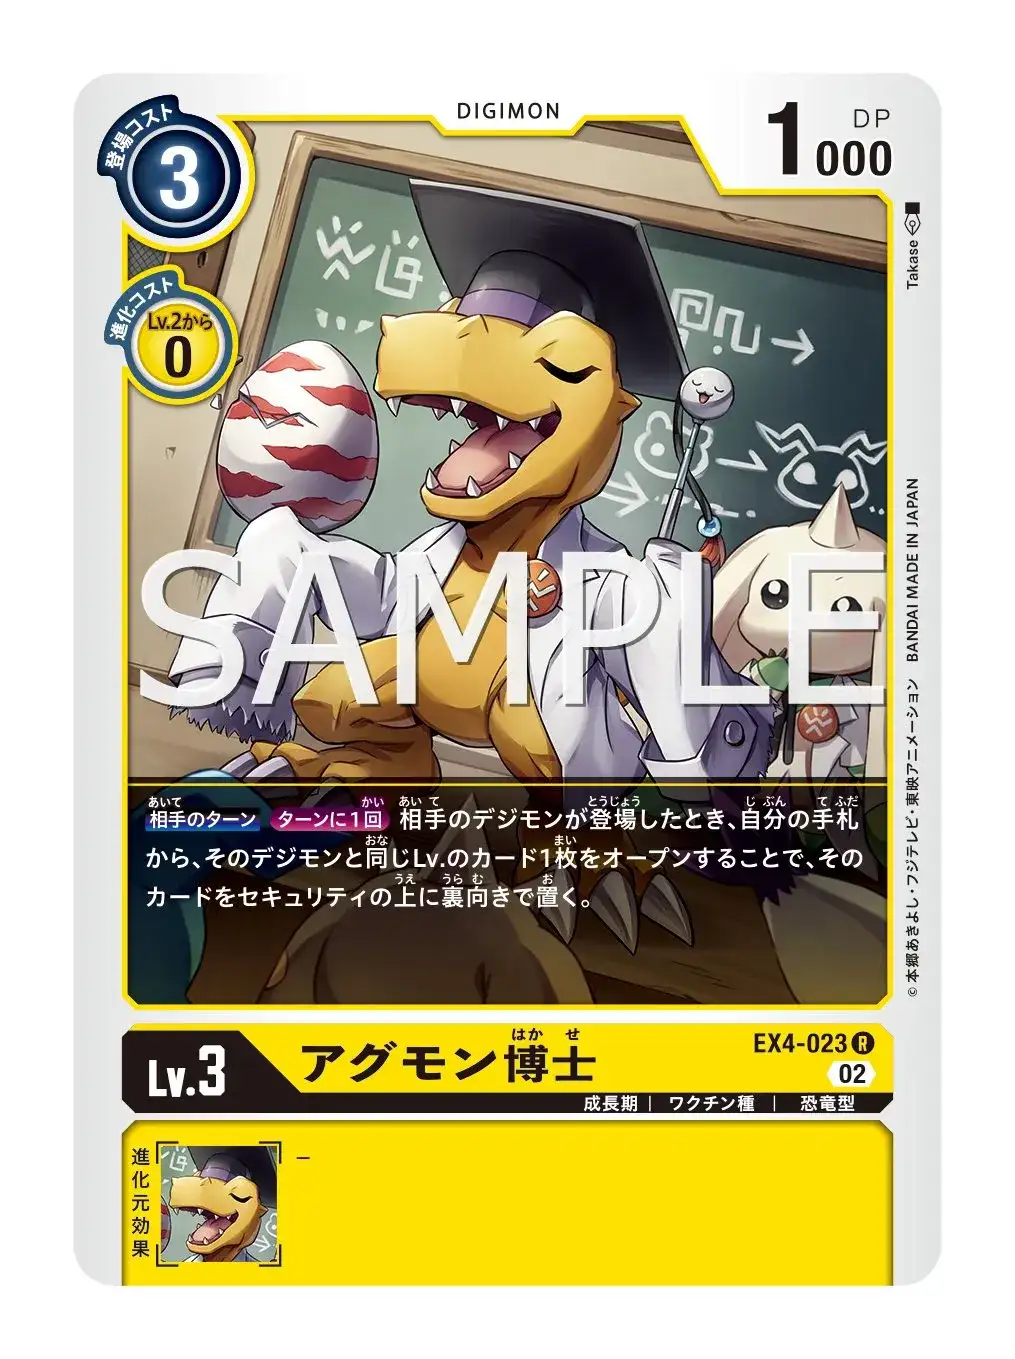 DIGIMON
登場コスト
3
1000
DP
進化コスト
Lv.2から
0
Takase
SAMPLE
BANDAI MADE IN JAPAN
©本郷あきよし・フジテレビ・東映アニメーション
相手のターン ターンに1回 相手のデジモンが登場したとき、自分の手札
から、そのデジモンと同じLv.のカード1枚をオープンすることで、その
カードをセキュリティの上に裏向きで置く。
Lv.3
アグモン博士
はかせ
EX4-023 R
02
成長期 | ワクチン種 | 恐竜型
進化元効果
–